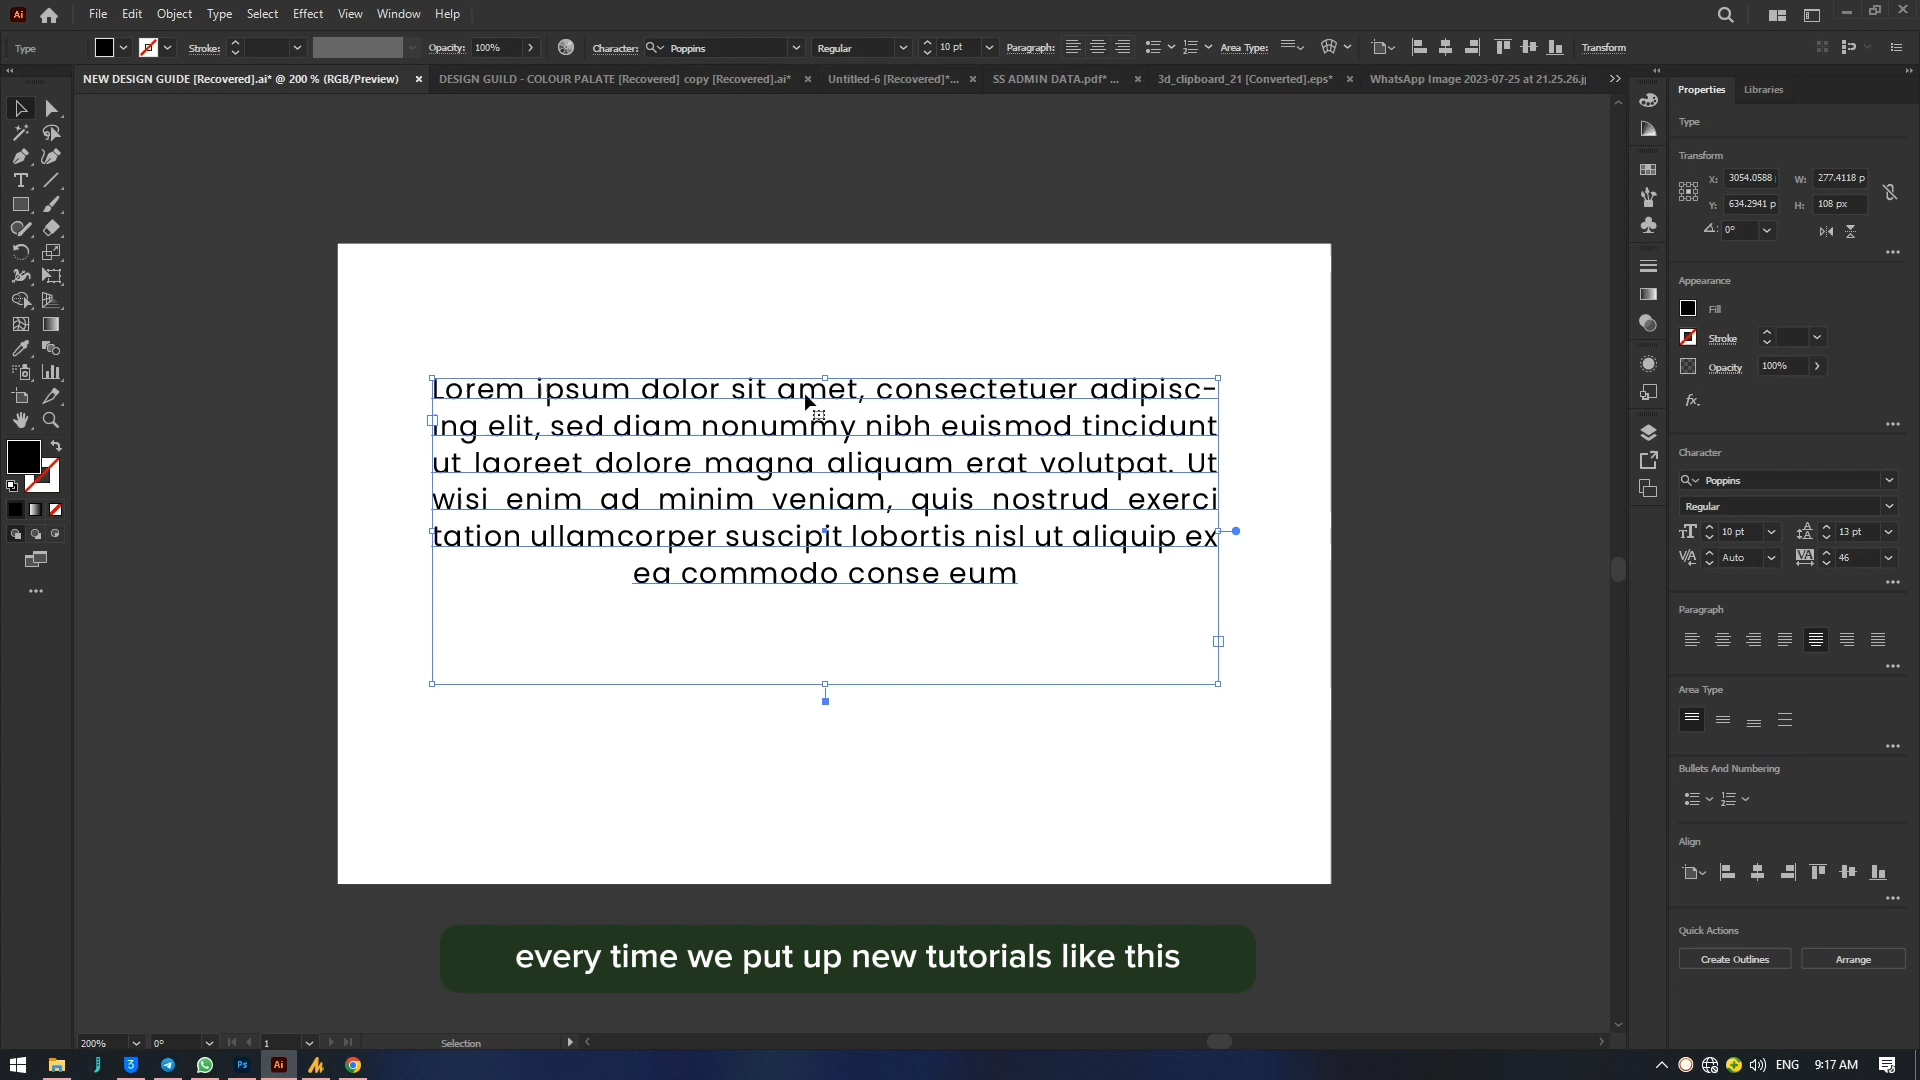 Ai File Edit Object Type Select Effect View Window Help
Type Stroke: Opacity: 100% Character: Poppins Regular 10 pt Paragraph: Area Type: Transform
NEW DESIGN GUIDE [Recovered].ai* @ 200 % (RGB/Preview) × DESIGN GUILD - COLOUR PALATE [Recovered] copy [Recovered].ai* × Untitled-6 [Recovered]*... × SS ADMIN DATA.pdf* ... × 3d_clipboard_21 [Converted].eps* × WhatsApp Image 2023-07-25 at 21.25.26.j
Properties Libraries
Type
Transform
X: 3054.0588 W: 277.4118 p
Y: 634.2941 p H: 108 px
0°
Appearance
Fill
Stroke
Opacity 100%
fx.
Character
Poppins
Regular
10 pt 13 pt
Auto 46
Paragraph
Area Type
Bullets And Numbering
Align
Quick Actions
Create Outlines Arrange
Lorem ipsum dolor sit amet, consectetuer adipisc-
ing elit, sed diam nonummy nibh euismod tincidunt
ut laoreet dolore magna aliquam erat volutpat. Ut
wisi enim ad minim veniam, quis nostrud exerci
tation ullamcorper suscipit lobortis nisl ut aliquip ex
ea commodo conse eum
every time we put up new tutorials like this
200% 0° 1 Selection
Ps Ai ENG 9:17 AM